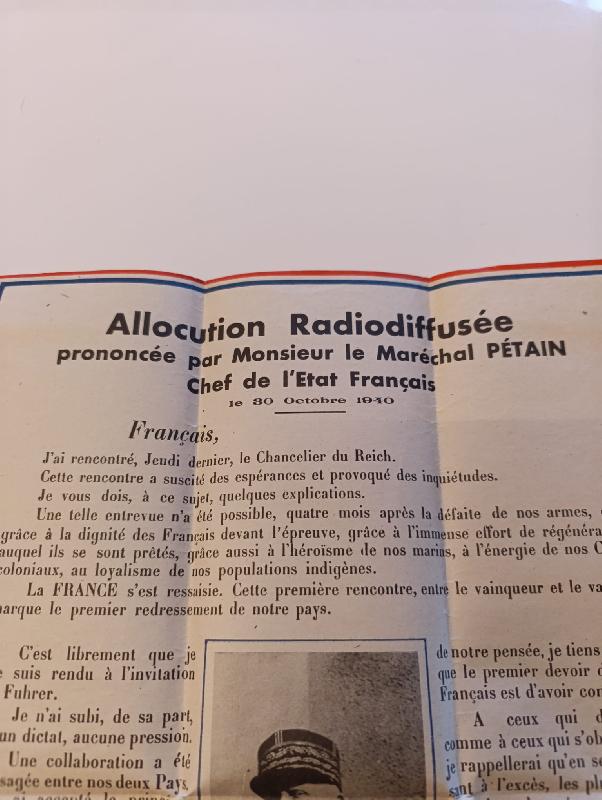 Allocution Radiodiffusée
prononcée par Monsieur le Maréchal PÉTAIN
Chef de l'Etat Français
le 30 Octobre 1940
Français,
J'ai rencontré, Jeudi dernier, le Chancelier du Reich.
Cette rencontre a suscité des espérances et provoqué des inquiétudes.
Je vous dois, à ce sujet, quelques explications.
Une telle entrevue n'a été possible, quatre mois après la défaite de nos armes,
grâce à la dignité des Français devant l'épreuve, grâce à l'immense effort de régénéra
auquel ils se sont prêtés, grâce aussi à l'héroïsme de nos marins, à l'énergie de nos C
coloniaux, au loyalisme de nos populations indigènes.
La FRANCE s'est ressaisie. Cette première rencontre, entre le vainqueur et le va
marque le premier redressement de notre pays.
C'est librement que je
suis rendu à l'invitation
Fuhrer.
Je n'ai subi, de sa part,
un dictat, aucune pression.
Une collaboration a été
sagée entre nos deux Pays.
de notre pensée, je tiens
que le premier devoir d
Français est d'avoir con
A ceux qui d
comme à ceux qui s'ob
je rappellerai qu'en se
sant à l'excès, les plu